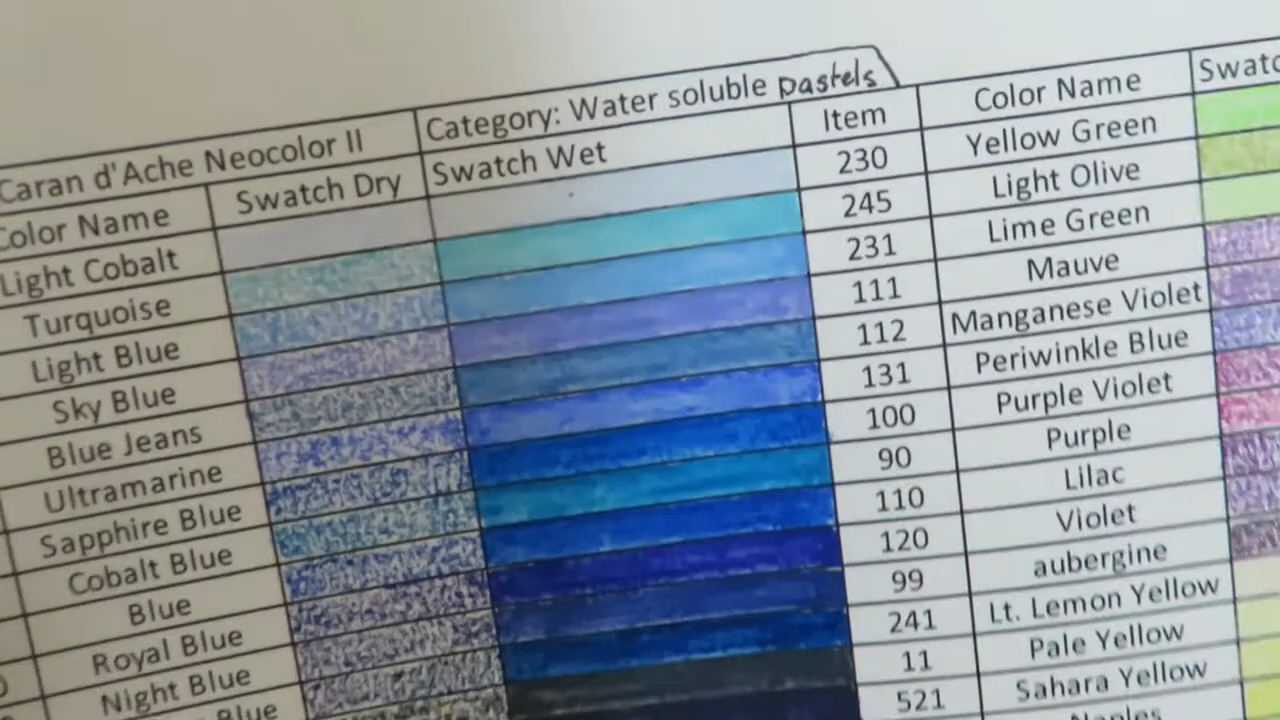 Caran d'Ache Neocolor II Category: Water soluble pastels
Color Name Swatch Dry Swatch Wet Item Color Name
Light Cobalt 230 Yellow Green
Turquoise 245 Light Olive
Light Blue 231 Lime Green
Sky Blue 111 Mauve
Blue Jeans 112 Manganese Violet
Ultramarine 131 Periwinkle Blue
Sapphire Blue 100 Purple Violet
Cobalt Blue 90 Purple
Blue 110 Lilac
Royal Blue 120 Violet
Night Blue 99 aubergine
Blue 241 Lt. Lemon Yellow
11 Pale Yellow
521 Sahara Yellow
Naples